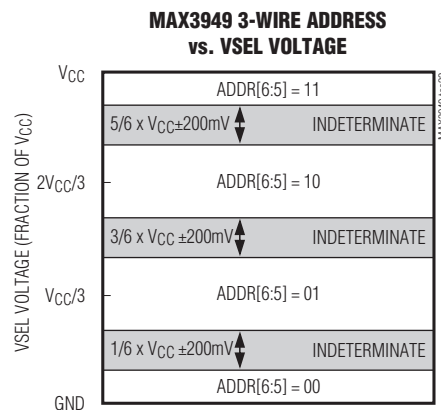 MAX3949 3-WIRE ADDRESS
vs. VSEL VOLTAGE
VCC
ADDR[6:5] = 11
5/6 x VCC±200mV INDETERMINATE
2VCC/3
ADDR[6:5] = 10
3/6 x VCC ±200mV INDETERMINATE
VCC/3
ADDR[6:5] = 01
1/6 x VCC ±200mV INDETERMINATE
ADDR[6:5] = 00
GND
VSEL VOLTAGE (FRACTION OF VCC)